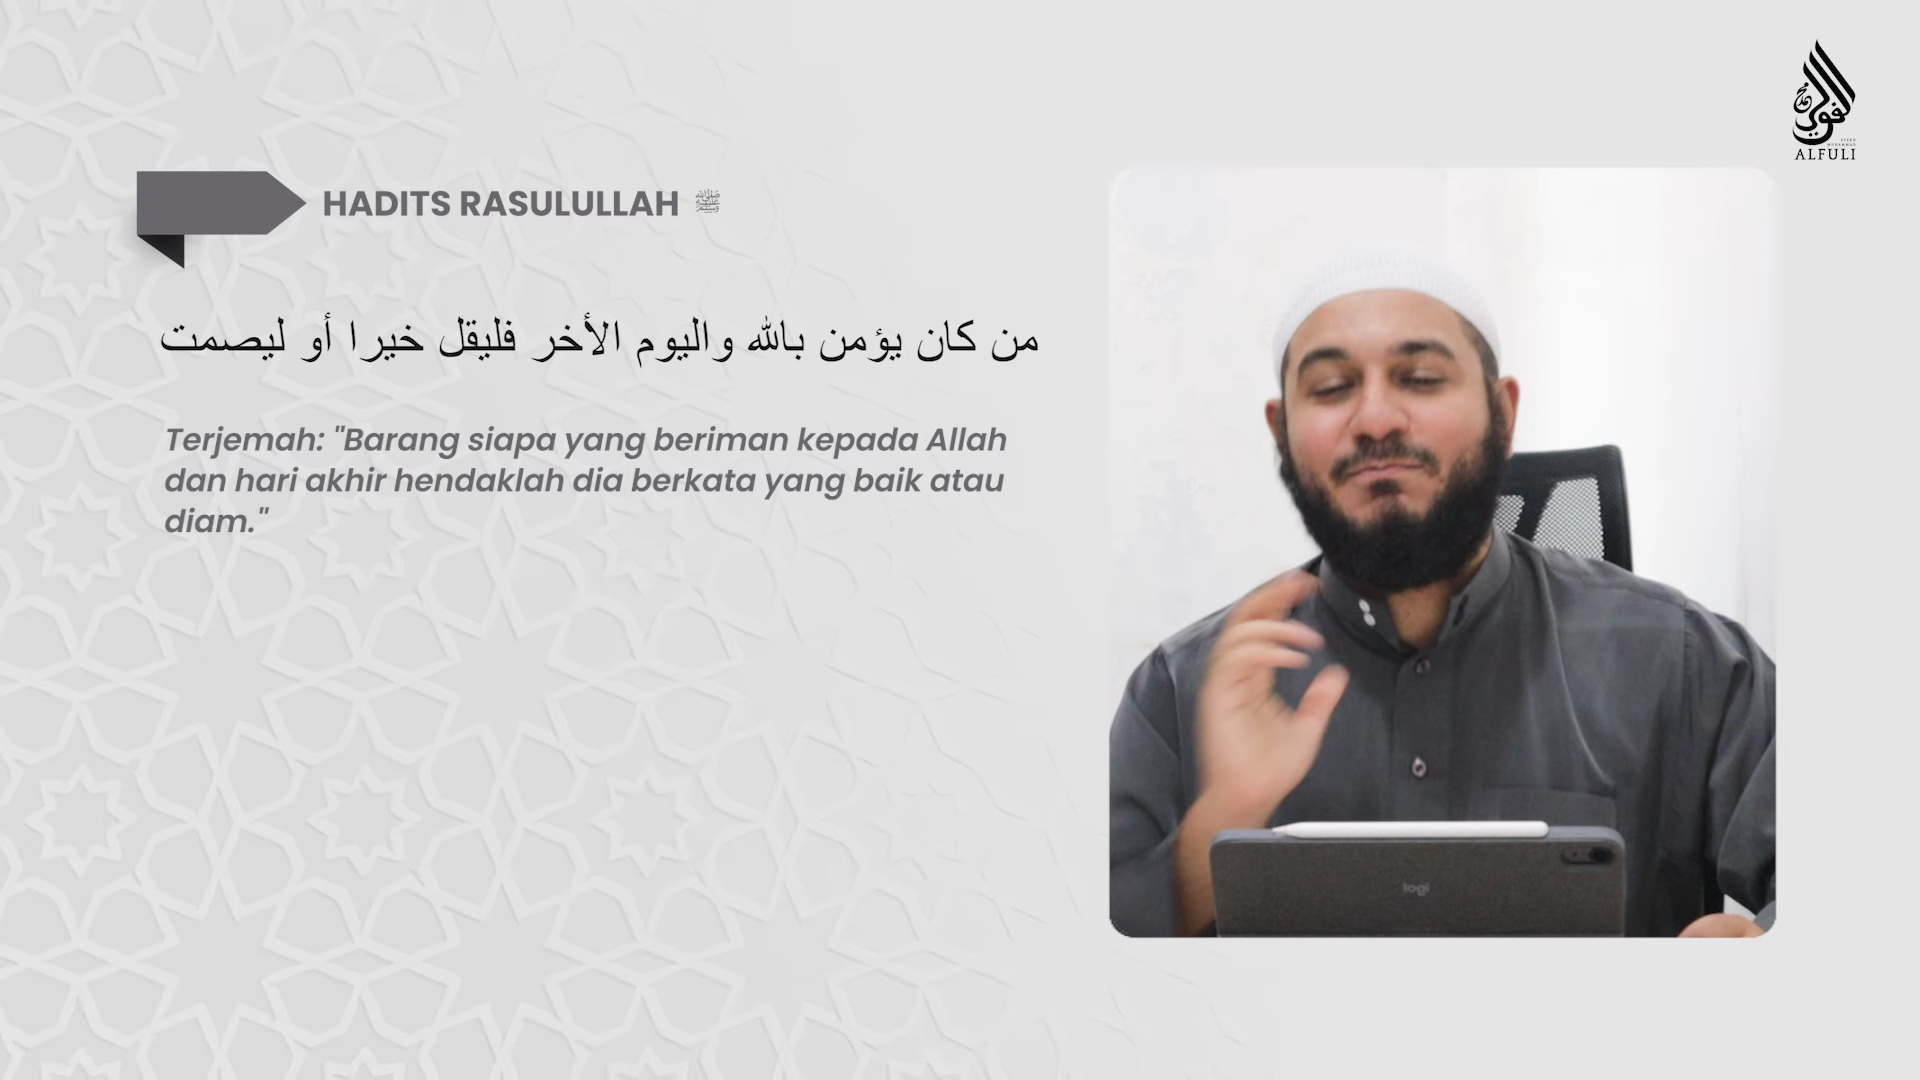 ALFULI
HADITS RASULULLAH ﷺ
من كان يؤمن بالله واليوم الأخر فليقل خيرا أو ليصمت
Terjemah: "Barang siapa yang beriman kepada Allah
dan hari akhir hendaklah dia berkata yang baik atau
diam."
logi